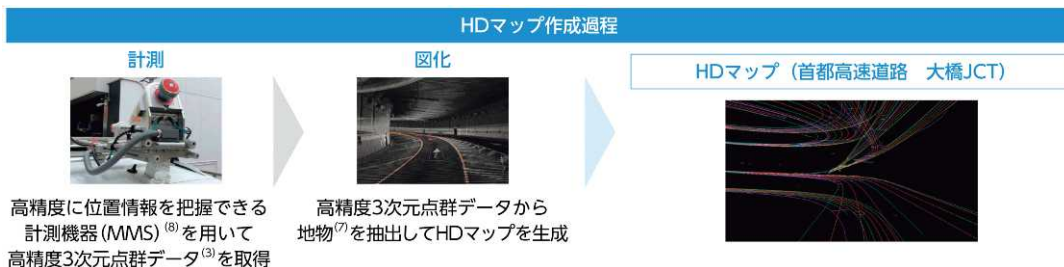 HDマップ作成過程
計測
図化
HDマップ（首都高速道路　大橋JCT）
高精度に位置情報を把握できる
計測機器(MMS)⁽⁸⁾を用いて
高精度3次元点群データ⁽³⁾を取得
高精度3次元点群データから
地物⁽⁷⁾を抽出してHDマップを生成